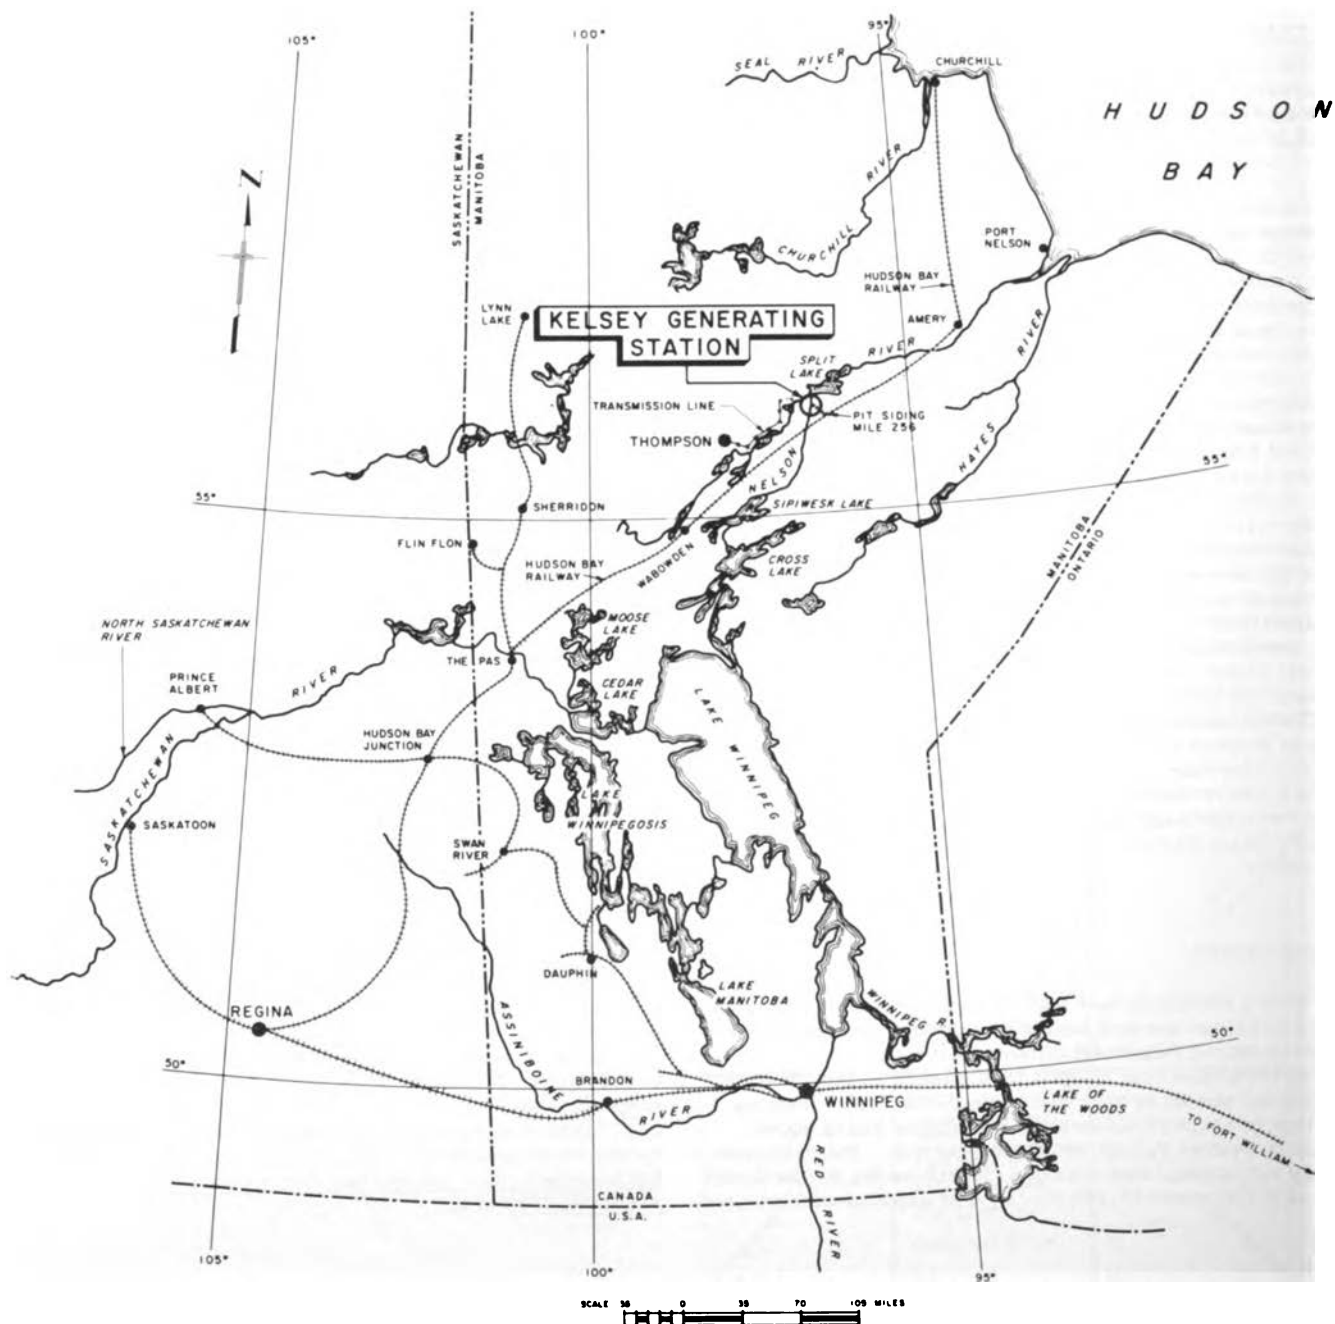 105°
100°
95°
SEAL RIVER
CHURCHILL
HUDSON
BAY
SASKATCHEWAN
MANITOBA
N
CHURCHILL RIVER
PORT
NELSON
HUDSON BAY
RAILWAY
LYNN
LAKE
KELSEY GENERATING
STATION
AMERY
RIVER
SPLIT
LAKE
RIVER
TRANSMISSION LINE
PIT SIDING
MILE 256
THOMPSON
HAYES
NELSON
55°
55°
SIPIWESK LAKE
SHERRIDON
FLIN FLON
HUDSON BAY
RAILWAY
WABOWDEN
CROSS
LAKE
MANITOBA
ONTARIO
NORTH SASKATCHEWAN
RIVER
MOOSE
LAKE
THE PAS
PRINCE
ALBERT
RIVER
CEDAR
LAKE
LAKE WINNIPEG
HUDSON BAY
JUNCTION
SASKATCHEWAN
LAKE
WINNIPEGOSIS
SASKATOON
SWAN
RIVER
DAUPHIN
LAKE
MANITOBA
WINNIPEG R.
REGINA
ASSINIBOINE
50°
50°
BRANDON
RIVER
WINNIPEG
LAKE OF
THE WOODS
TO FORT WILLIAM
RED RIVER
CANADA
U.S.A.
105°
100°
95°
SCALE 35 0 35 70 105 MILES